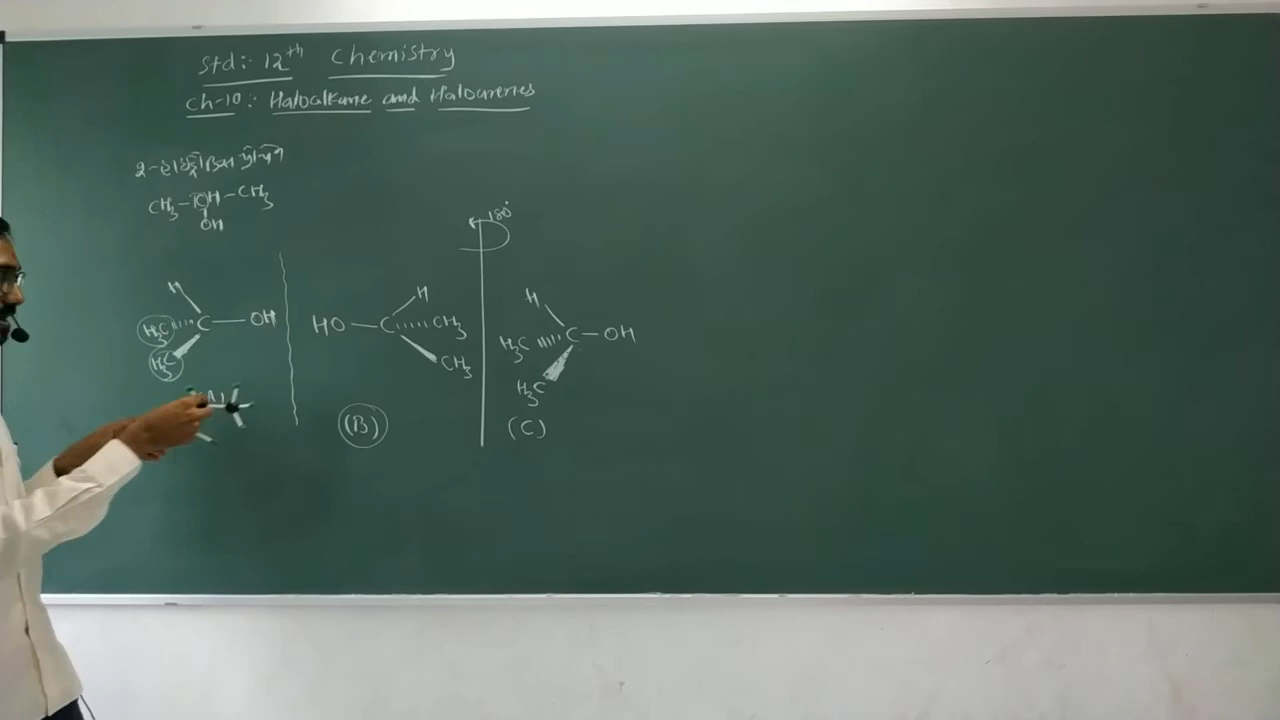 Std:- 12th Chemistry
Ch-10:- Haloalkane and Haloarenes
CH3-CH-CH3
OH
H
H3C C OH
H3C
H
HO C CH3
CH3
(B)
180°
H
H3C C OH
H3C
(C)